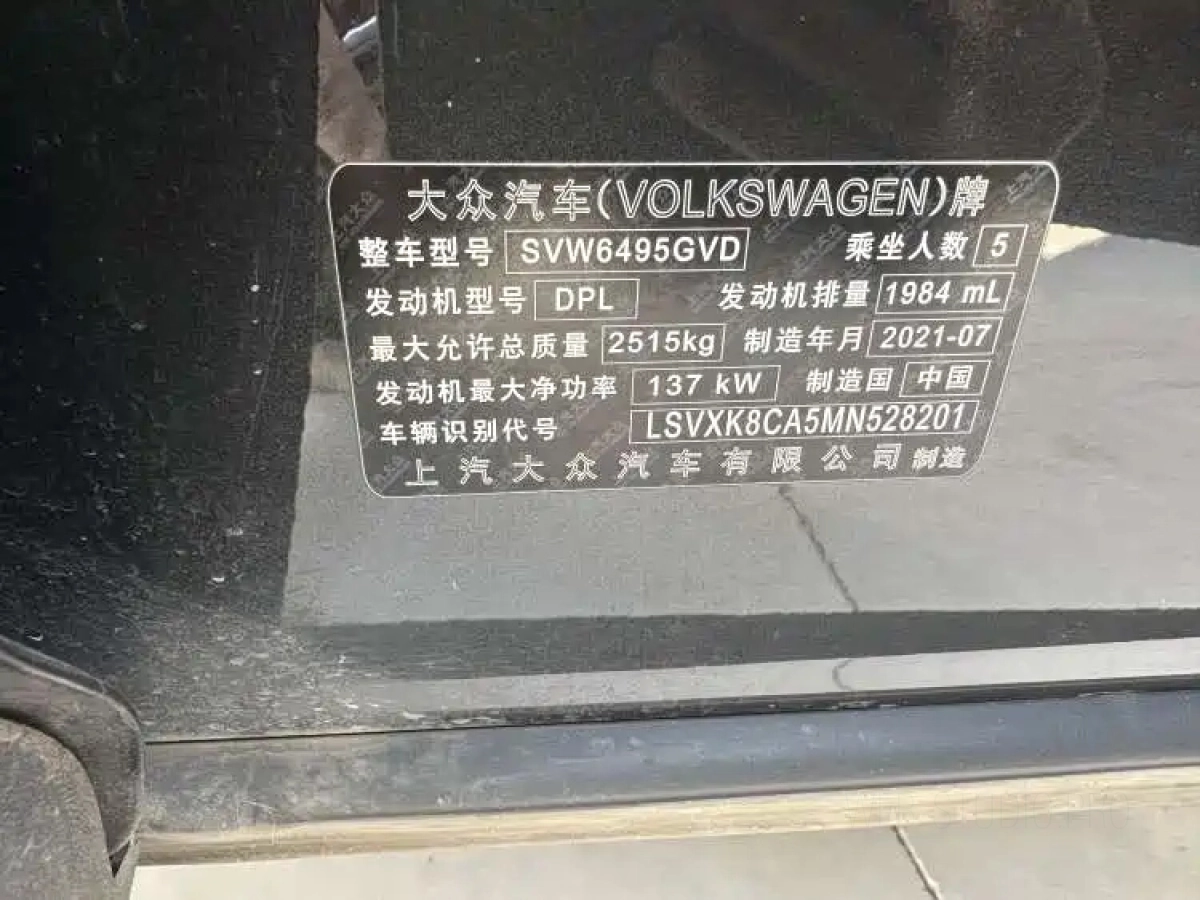 大众汽车(VOLKSWAGEN)牌
整车型号 SVW6495GVD 乘坐人数 5
发动机型号 DPL 发动机排量 1984 mL
最大允许总质量 2515kg 制造年月 2021-07
发动机最大净功率 137 kW 制造国 中国
车辆识别代号 LSVXK8CA5MN528201
上汽大众汽车有限公司制造